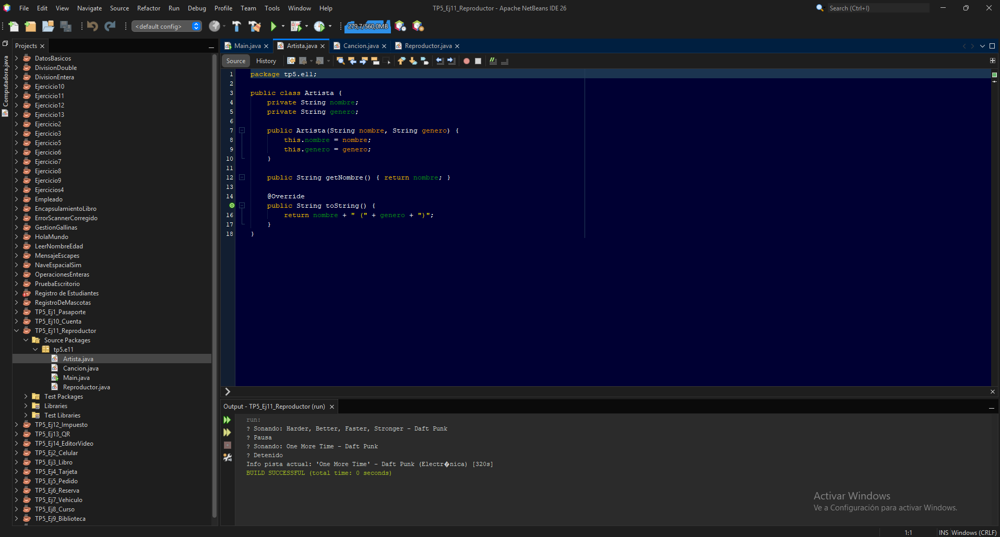 File Edit View Navigate Source Refactor Run Debug Profile Team Tools Window Help
TP5_Ej11_Reproductor - Apache NetBeans IDE 26
Search (Ctrl+I)
<default config>
279,7/560,0MB
Computadora.java
Projects
DatosBasicos
DivisionDouble
DivisionEntera
Ejercicio10
Ejercicio11
Ejercicio12
Ejercicio13
Ejercicio2
Ejercicio3
Ejercicio5
Ejercicio6
Ejercicio7
Ejercicio8
Ejercicio9
Ejercicios4
Empleado
EncapsulamientoLibro
ErrorScannerCorregido
GestionGallinas
HolaMundo
LeerNombreEdad
MensajeEscapes
NaveEspacialSim
OperacionesEnteras
PruebaEscritorio
Registro de Estudiantes
RegistroDeMascotas
TP5_Ej1_Pasaporte
TP5_Ej10_Cuenta
TP5_Ej11_Reproductor
Source Packages
tp5.e11
Artista.java
Cancion.java
Main.java
Reproductor.java
Test Packages
Libraries
Test Libraries
TP5_Ej12_Impuesto
TP5_Ej13_QR
TP5_Ej14_EditorVideo
TP5_Ej2_Celular
TP5_Ej3_Libro
TP5_Ej4_Tarjeta
TP5_Ej5_Pedido
TP5_Ej6_Reserva
TP5_Ej7_Vehiculo
TP5_Ej8_Curso
TP5_Ej9_Biblioteca
Main.java Artista.java Cancion.java Reproductor.java
Source History
1 package tp5.e11;
2
3 public class Artista {
4 private String nombre;
5 private String genero;
6
7 public Artista(String nombre, String genero) {
8 this.nombre = nombre;
9 this.genero = genero;
10 }
11
12 public String getNombre() { return nombre; }
13
14 @Override
public String toString() {
16 return nombre + " (" + genero + ")";
17 }
18 }
Output - TP5_Ej11_Reproductor (run)
run:
? Sonando: Harder, Better, Faster, Stronger - Daft Punk
? Pausa
? Sonando: One More Time - Daft Punk
? Detenido
Info pista actual: 'One More Time' - Daft Punk (Electr�nica) [320s]
BUILD SUCCESSFUL (total time: 0 seconds)
Activar Windows
Ve a Configuración para activar Windows.
1:1 INS Windows (CRLF)